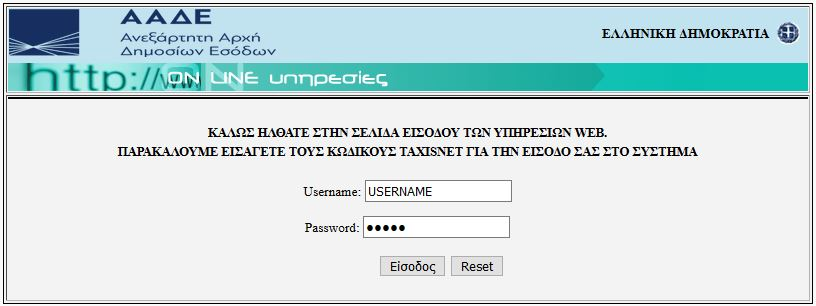 ΑΑΔΕ
Ανεξάρτητη Αρχή
Δημοσίων Εσόδων
ΕΛΛΗΝΙΚΗ ΔΗΜΟΚΡΑΤΙΑ
http://www
ON LINE υπηρεσίες
ΚΑΛΩΣ ΗΛΘΑΤΕ ΣΤΗΝ ΣΕΛΙΔΑ ΕΙΣΟΔΟΥ ΤΩΝ ΥΠΗΡΕΣΙΩΝ WEB.
ΠΑΡΑΚΑΛΟΥΜΕ ΕΙΣΑΓΕΤΕ ΤΟΥΣ ΚΩΔΙΚΟΥΣ TAXISNET ΓΙΑ ΤΗΝ ΕΙΣΟΔΟ ΣΑΣ ΣΤΟ ΣΥΣΤΗΜΑ
Username: USERNAME
Password: ●●●●●
Είσοδος Reset